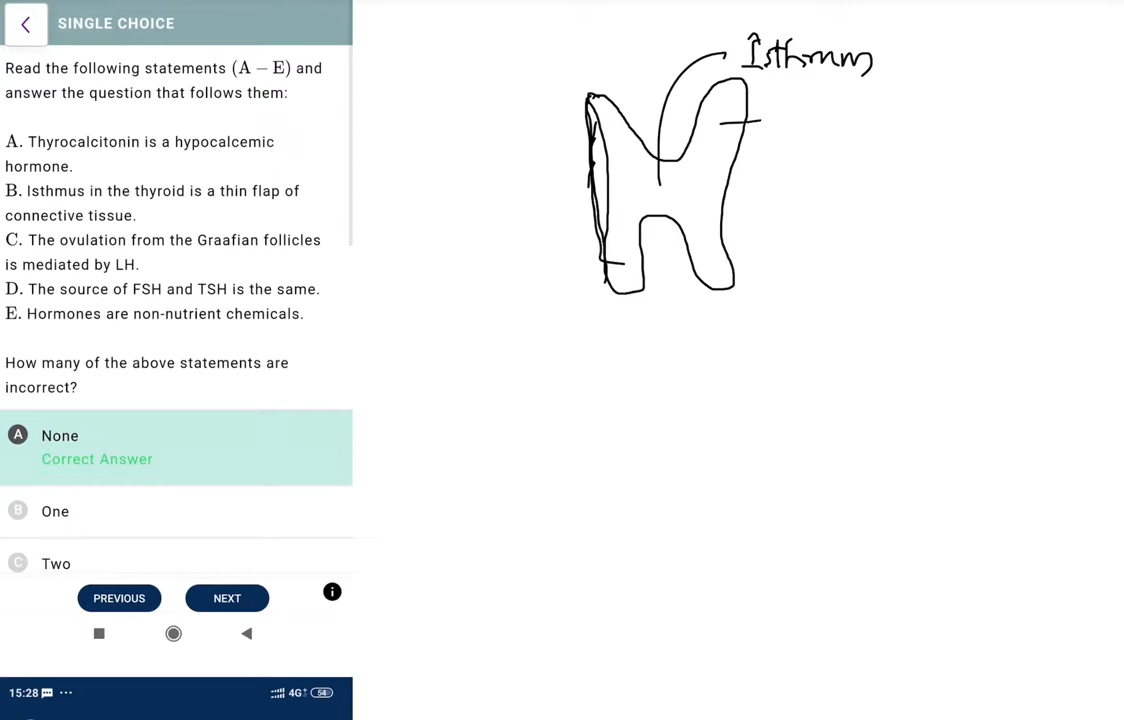 SINGLE CHOICE
Read the following statements (A – E) and
answer the question that follows them:
A. Thyrocalcitonin is a hypocalcemic
hormone.
B. Isthmus in the thyroid is a thin flap of
connective tissue.
C. The ovulation from the Graafian follicles
is mediated by LH.
D. The source of FSH and TSH is the same.
E. Hormones are non-nutrient chemicals.
How many of the above statements are
incorrect?
A None
Correct Answer
B One
C Two
PREVIOUS NEXT
15:28 4G+ 54
Isthmum